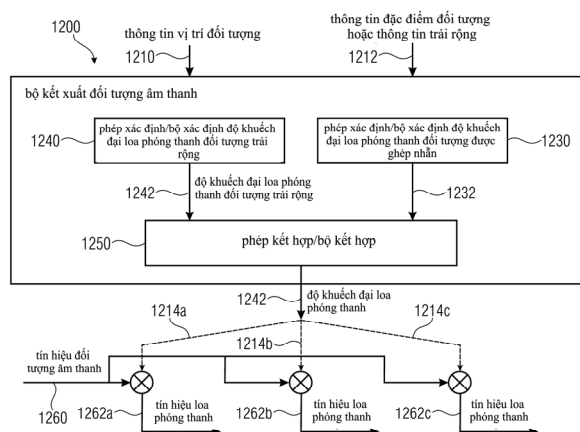 1200
thông tin vị trí đối tượng
1210
thông tin đặc điểm đối tượng
hoặc thông tin trải rộng
1212
bộ kết xuất đối tượng âm thanh
1240
phép xác định/bộ xác định độ khuếch
đại loa phóng thanh đối tượng trải
rộng
phép xác định/bộ xác định độ khuếch
đại loa phóng thanh đối tượng được
ghép nhẵn
1230
1242
độ khuếch đại loa phóng
thanh đối tượng trải rộng
1232
1250
phép kết hợp/bộ kết hợp
1242
độ khuếch đại loa
phóng thanh
1214a
1214b
1214c
tín hiệu đối
tượng âm thanh
1260
1262a
tín hiệu loa
phóng thanh
1262b
tín hiệu loa
phóng thanh
1262c
tín hiệu loa
phóng thanh